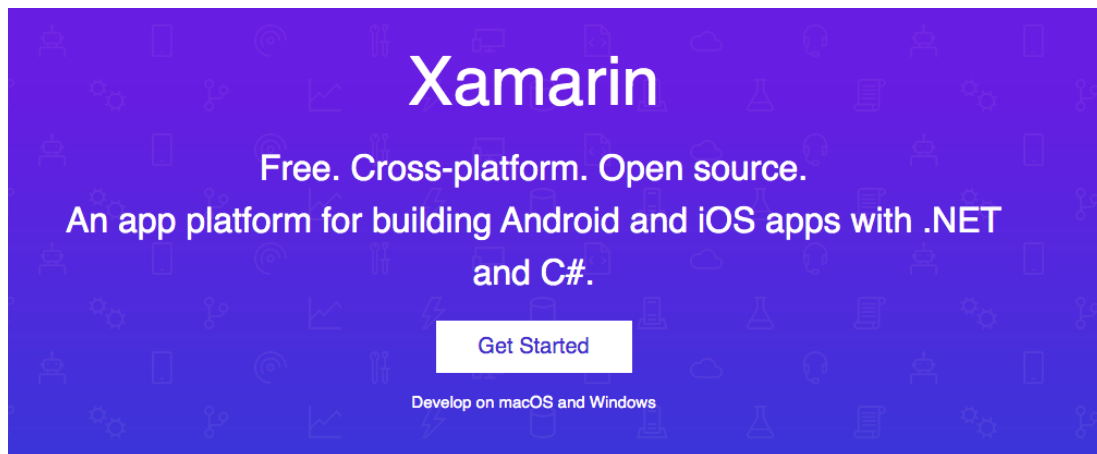 Xamarin
Free. Cross-platform. Open source.
An app platform for building Android and iOS apps with .NET
and C#.
Get Started
Develop on macOS and Windows